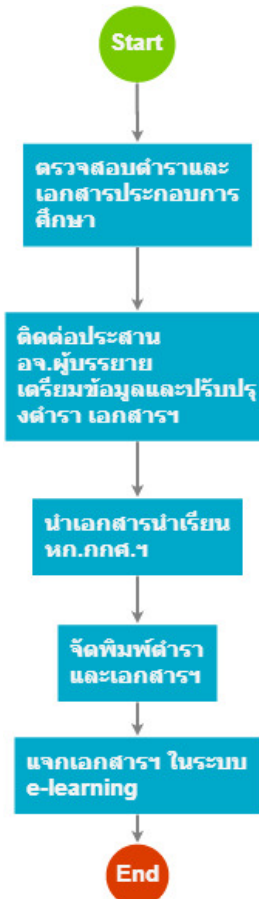 Start
ตรวจสอบตำราและ
เอกสารประกอบการ
ศึกษา
ติดต่อประสาน
อจ.ผู้บรรยาย
เตรียมข้อมูลและปรับปรุ
งตำรา เอกสารฯ
นำเอกสารนำเรียน
หก.กกศ.ฯ
จัดพิมพ์ตำรา
และเอกสารฯ
แจกเอกสารฯ ในระบบ
e-learning
End